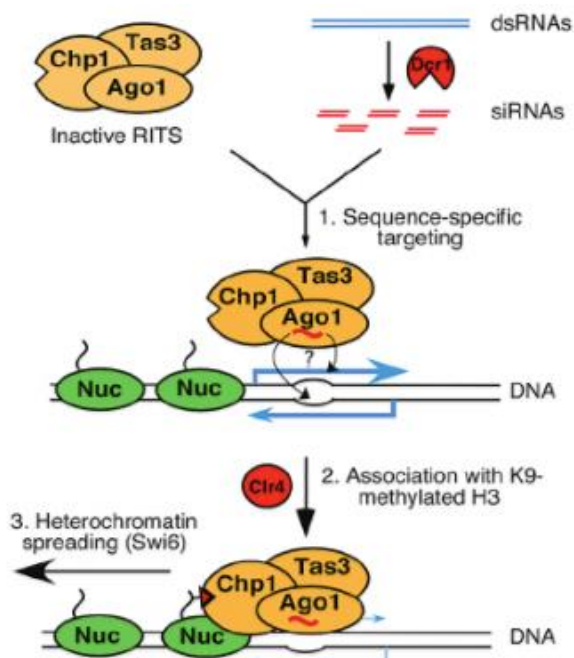 Tas3
Chp1
Ago1
Inactive RITS
dsRNAs
Dcr1
siRNAs
1. Sequence-specific
targeting
Tas3
Chp1
Ago1
?
Nuc
Nuc
DNA
Clr4
2. Association with K9-
methylated H3
3. Heterochromatin
spreading (Swi6)
Tas3
Chp1
Ago1
Nuc
Nuc
DNA